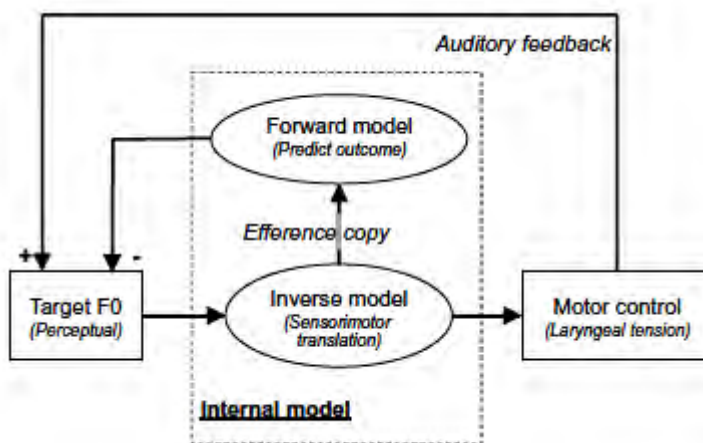 Auditory feedback
Forward model
(Predict outcome)
Efference copy
+
-
Target F0
(Perceptual)
Inverse model
(Sensorimotor
translation)
Motor control
(Laryngeal tension)
Internal model